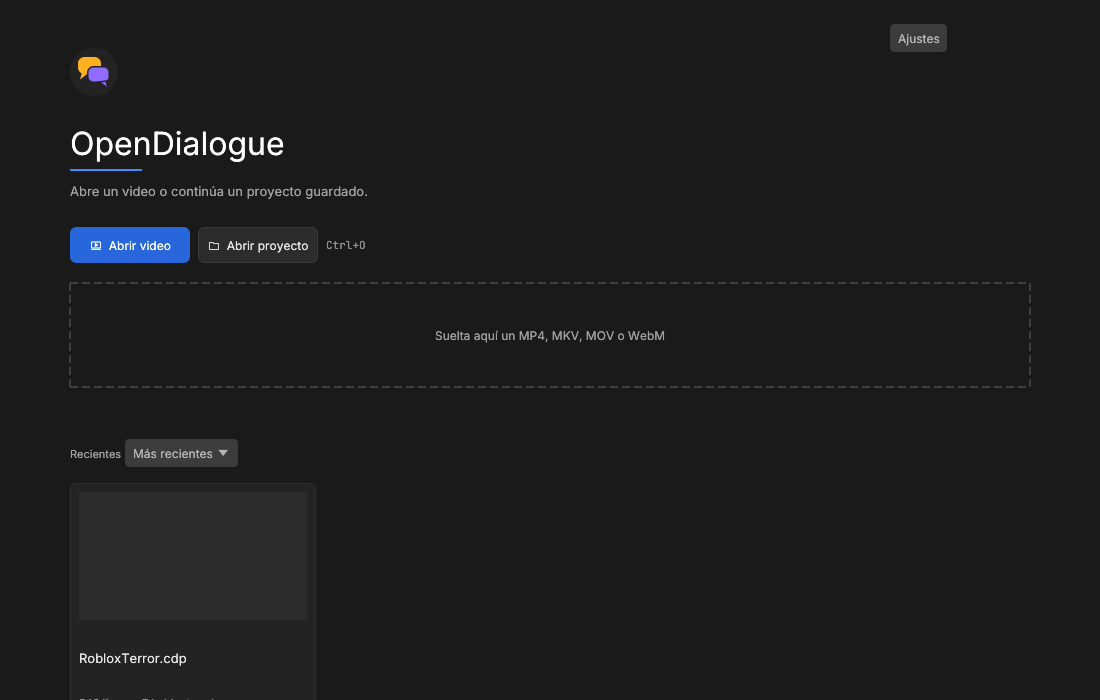 Ajustes
OpenDialogue
Abre un video o continúa un proyecto guardado.
Abrir video
Abrir proyecto
Ctrl+O
Suelta aquí un MP4, MKV, MOV o WebM
Recientes
Más recientes
RobloxTerror.cdp